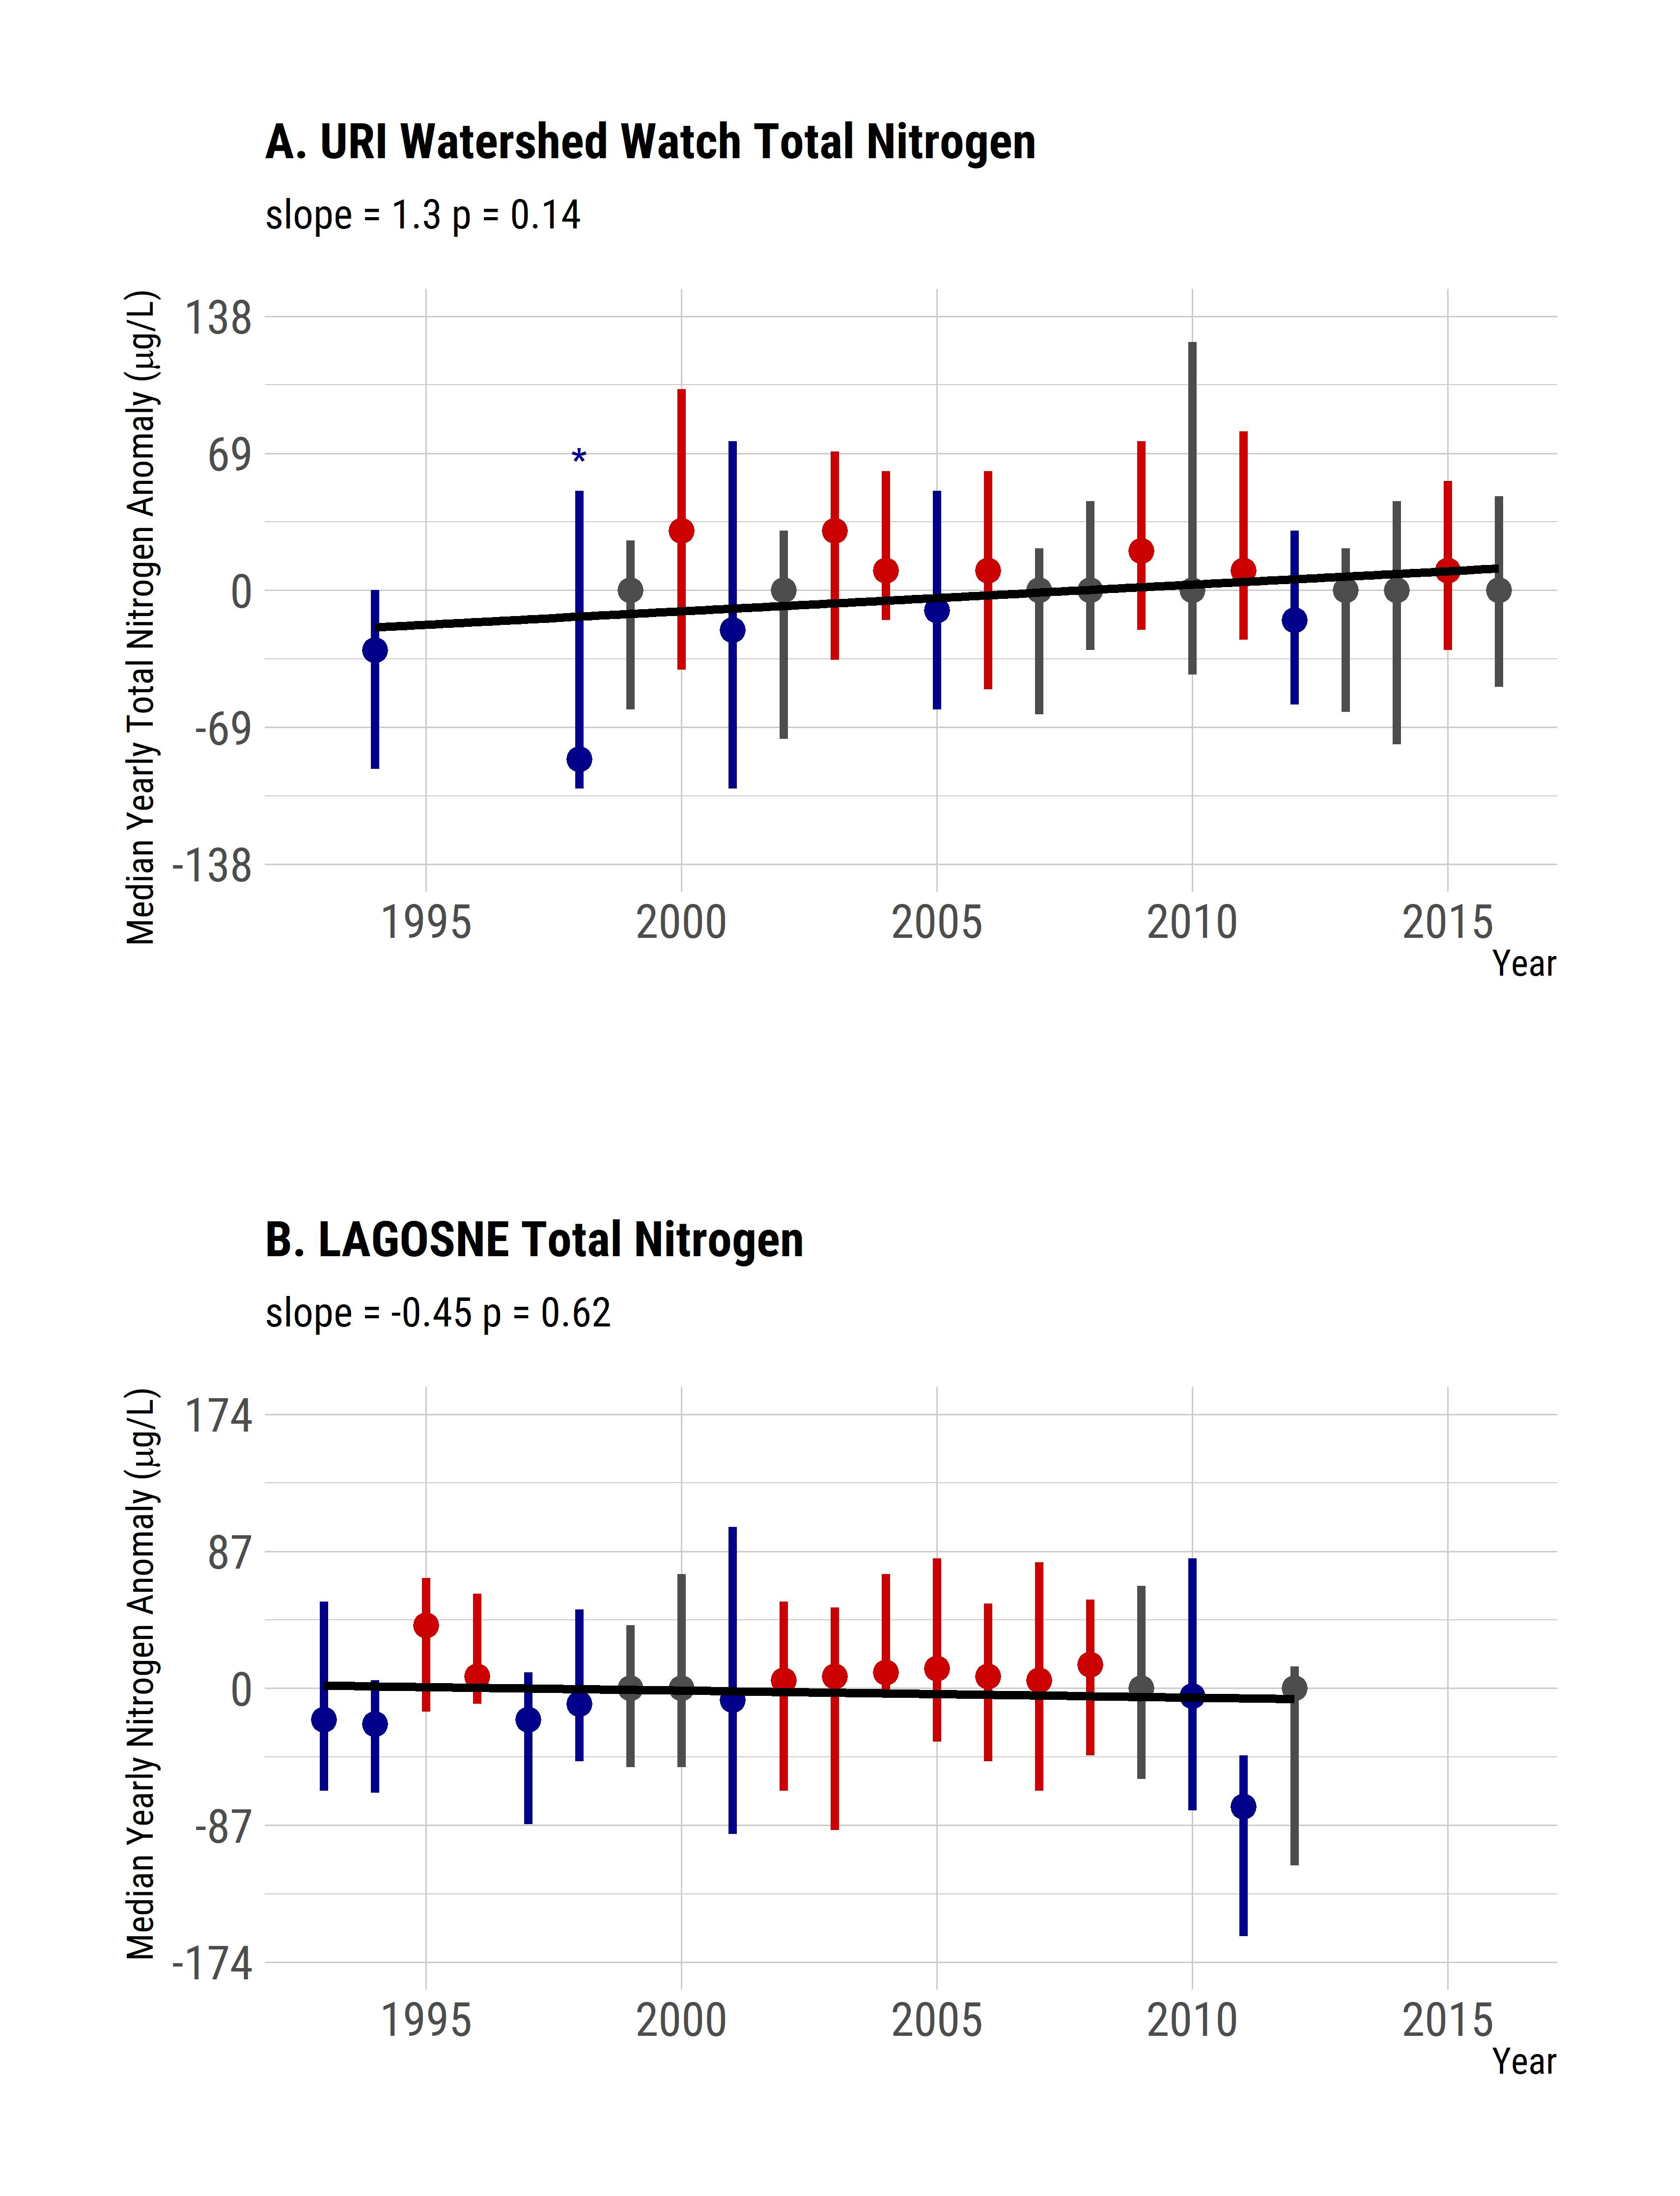 A. URI Watershed Watch Total Nitrogen
slope = 1.3 p = 0.14
Median Yearly Total Nitrogen Anomaly (µg/L)
138
69
0
-69
-138
*
1995 2000 2005 2010 2015
Year
B. LAGOSNE Total Nitrogen
slope = -0.45 p = 0.62
Median Yearly Nitrogen Anomaly (µg/L)
174
87
0
-87
-174
1995 2000 2005 2010 2015
Year